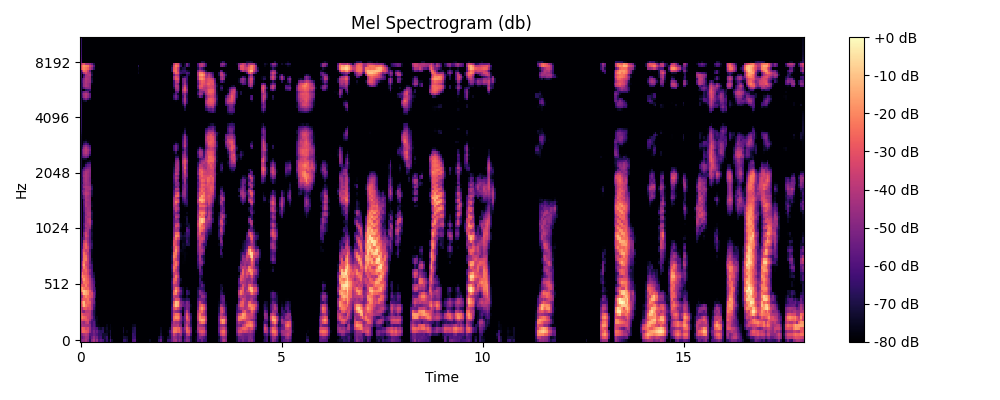 Mel Spectrogram (db)
8192
4096
2048
1024
512
0
Hz
0 5 10 15
Time
+0 dB
-10 dB
-20 dB
-30 dB
-40 dB
-50 dB
-60 dB
-70 dB
-80 dB